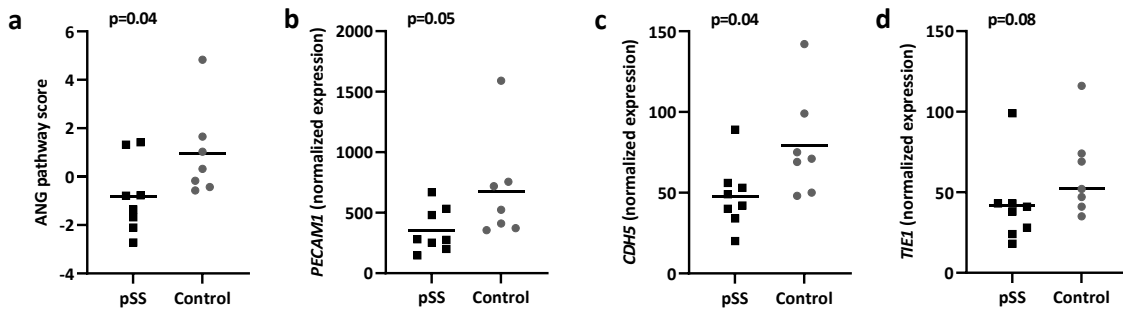 a
p=0.04
ANG pathway score
6
4
2
0
-2
-4
pSS
Control
b
p=0.05
PECAM1 (normalized expression)
2000
1500
1000
500
0
pSS
Control
c
p=0.04
CDH5 (normalized expression)
150
100
50
0
pSS
Control
d
p=0.08
TIE1 (normalized expression)
150
100
50
0
pSS
Control